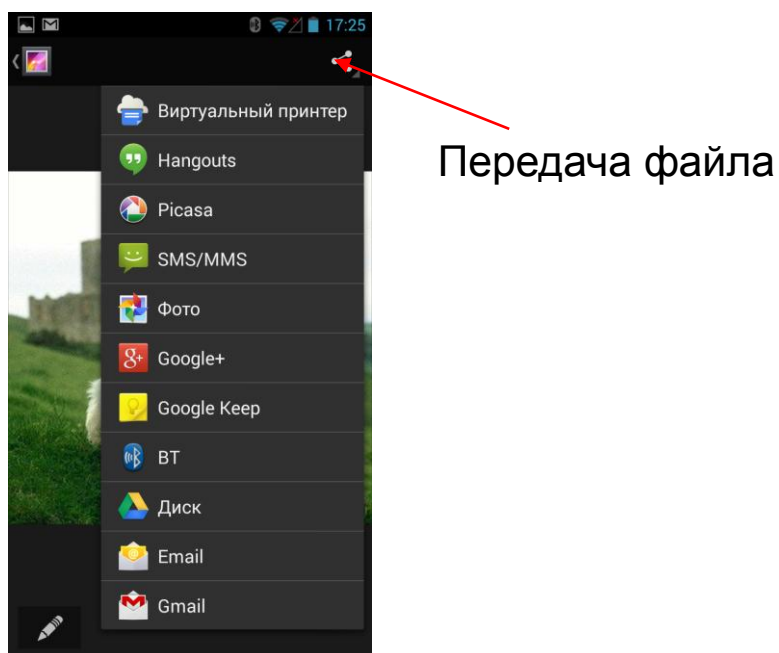 17:25
Передача файла
Виртуальный принтер
Hangouts
Picasa
SMS/MMS
Фото
Google+
Google Keep
BT
Диск
Email
Gmail